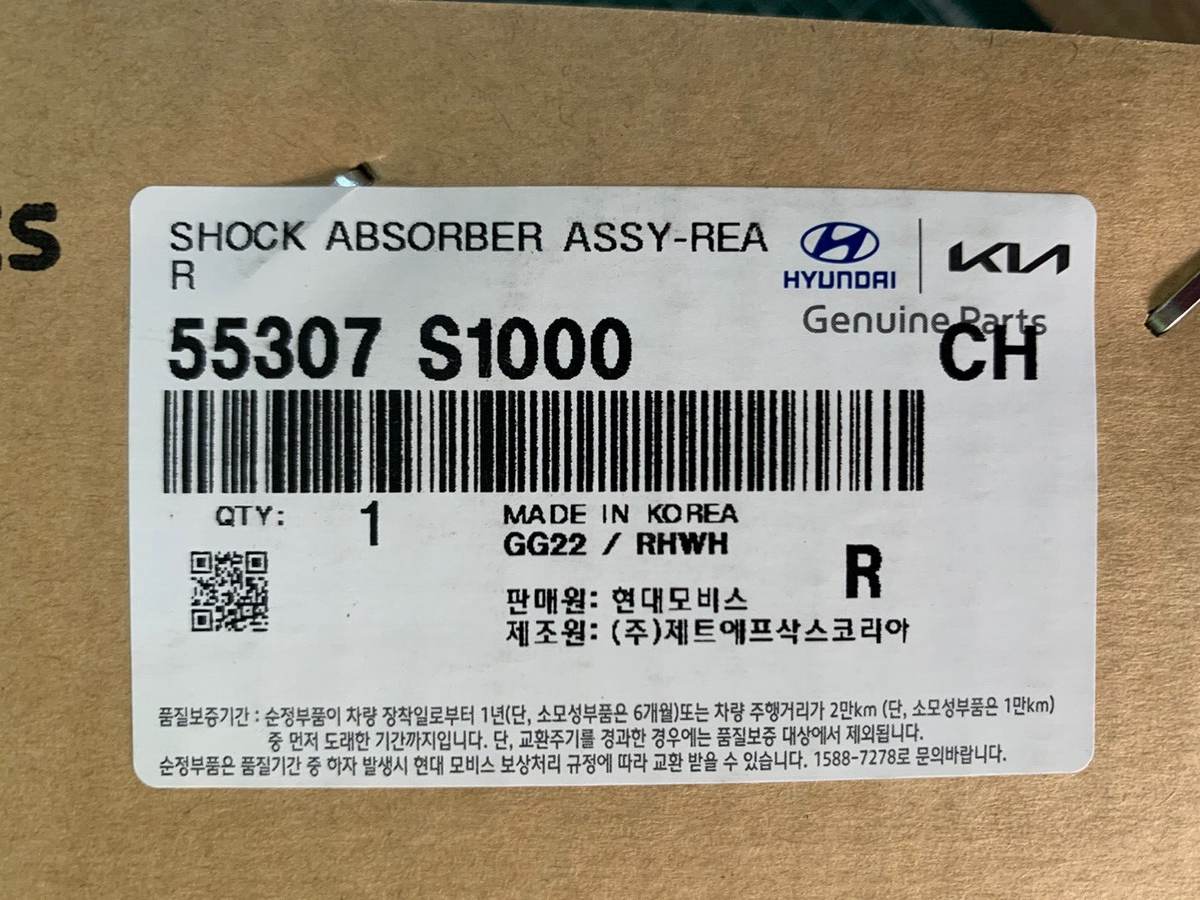 SHOCK ABSORBER ASSY-REA
R
HYUNDAI
KIA
Genuine Parts
55307 S1000
CH
QTY: 1
MADE IN KOREA
GG22 / RHWH
R
판매원: 현대모비스
제조원: (주)제트에프삭스코리아
품질보증기간 : 순정부품이 차량 장착일로부터 1년(단, 소모성부품은 6개월)또는 차량 주행거리가 2만km (단, 소모성부품은 1만km)
중 먼저 도래한 기간까지입니다. 단, 교환주기를 경과한 경우에는 품질보증 대상에서 제외됩니다.
순정부품은 품질기간 중 하자 발생시 현대 모비스 보상처리 규정에 따라 교환 받을 수 있습니다. 1588-7278로 문의바랍니다.